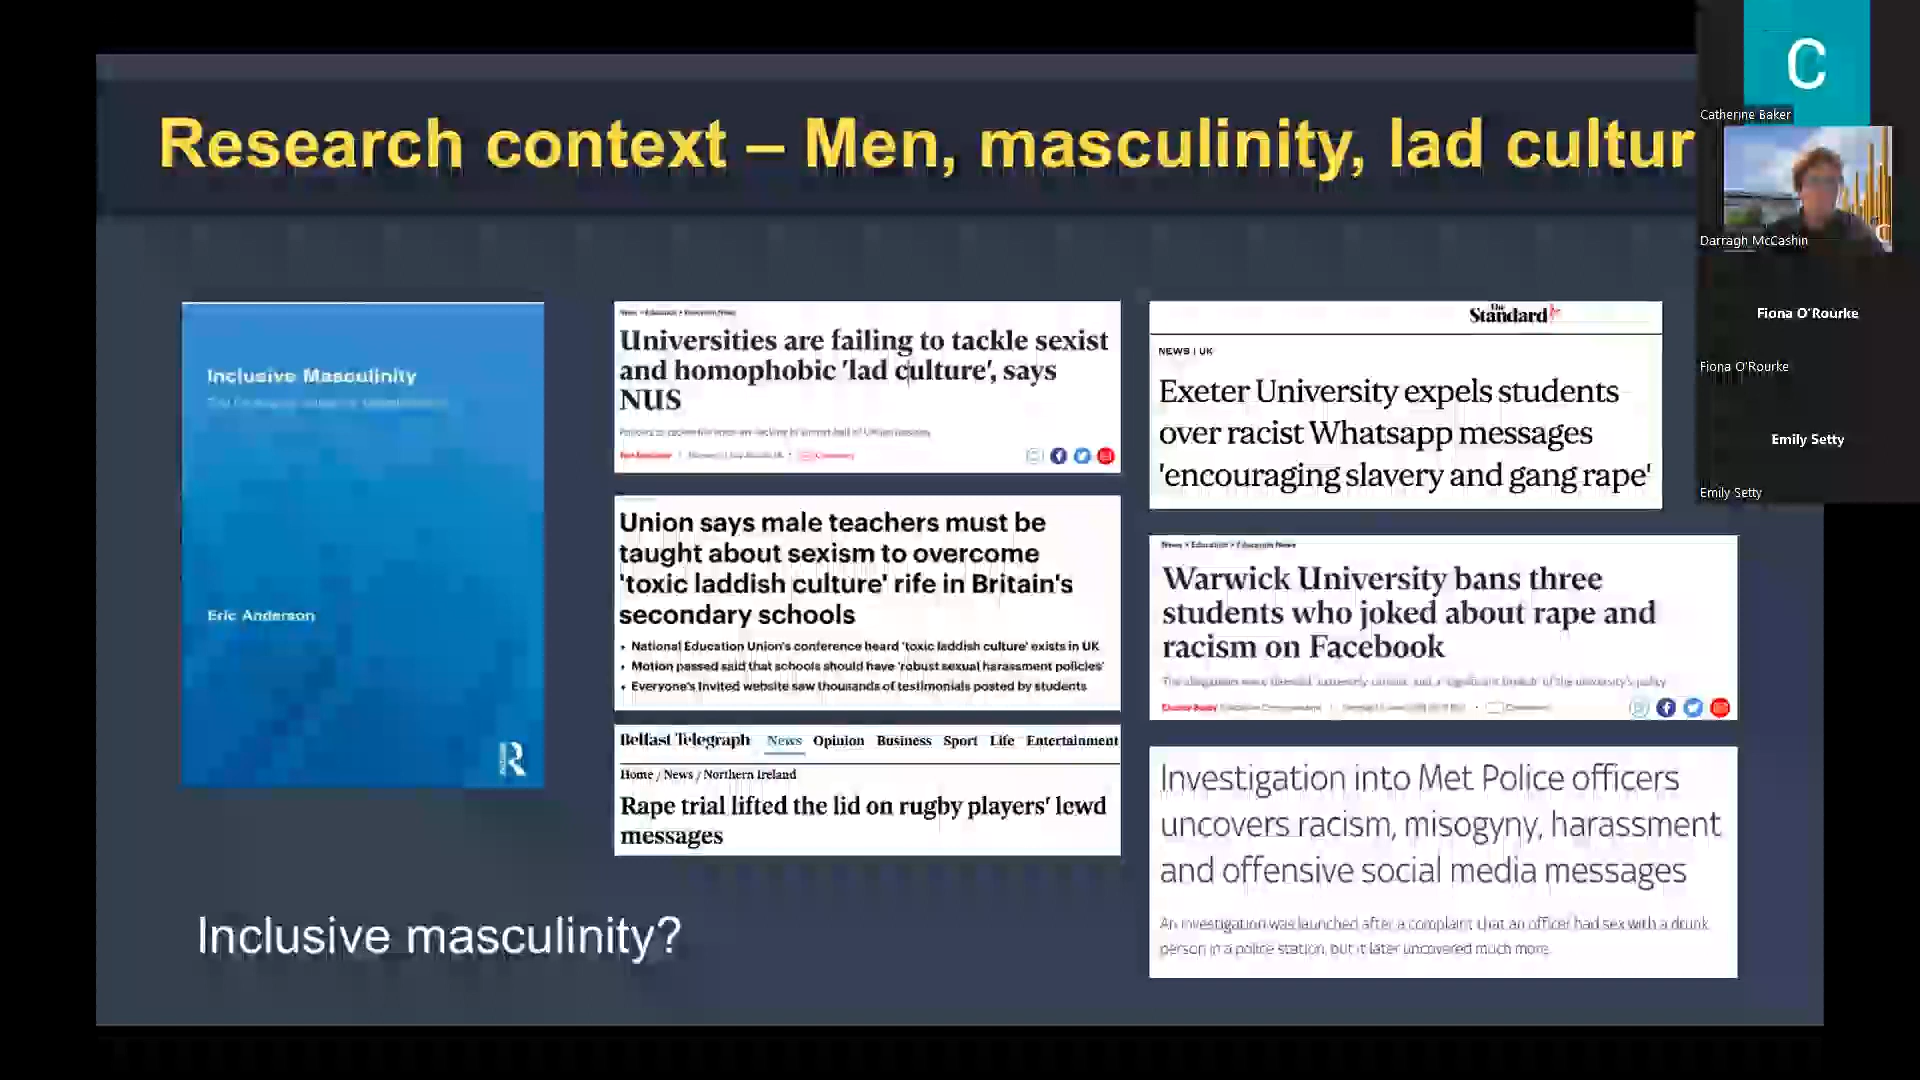 Research context – Men, masculinity, lad cultur
Inclusive Masculinity
Eric Anderson
R
Inclusive masculinity?
News > Education > Education News
Universities are failing to tackle sexist
and homophobic 'lad culture', says
NUS
Union says male teachers must be
taught about sexism to overcome
'toxic laddish culture' rife in Britain's
secondary schools
• National Education Union's conference heard 'toxic laddish culture' exists in UK
• Motion passed said that schools should have 'robust sexual harassment policies'
• Everyone's Invited website saw thousands of testimonials posted by students
Belfast Telegraph News Opinion Business Sport Life Entertainment
Home / News / Northern Ireland
Rape trial lifted the lid on rugby players' lewd
messages
The
Standard
NEWS | UK
Exeter University expels students
over racist Whatsapp messages
'encouraging slavery and gang rape'
News > Education > Education News
Warwick University bans three
students who joked about rape and
racism on Facebook
Investigation into Met Police officers
uncovers racism, misogyny, harassment
and offensive social media messages
An investigation was launched after a complaint that an officer had sex with a drunk
person in a police station, but it later uncovered much more.
C
Catherine Baker
Darragh McCashin
Fiona O'Rourke
Fiona O'Rourke
Emily Setty
Emily Setty